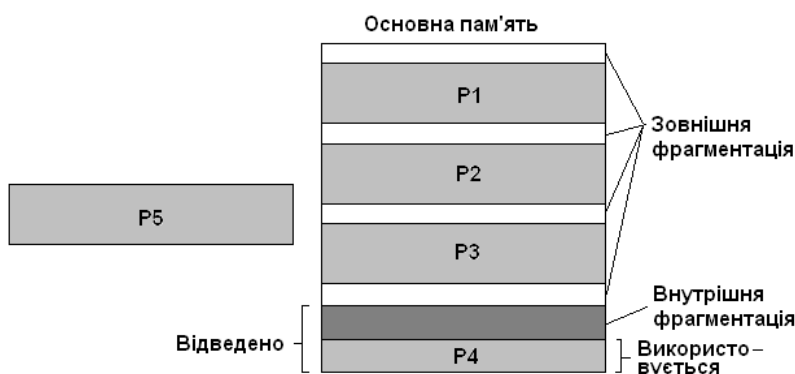 Основна пам'ять
P1
Зовнішня
фрагментація
P2
P5
P3
Внутрішня
фрагментація
Відведено
P4
Використо –
вується